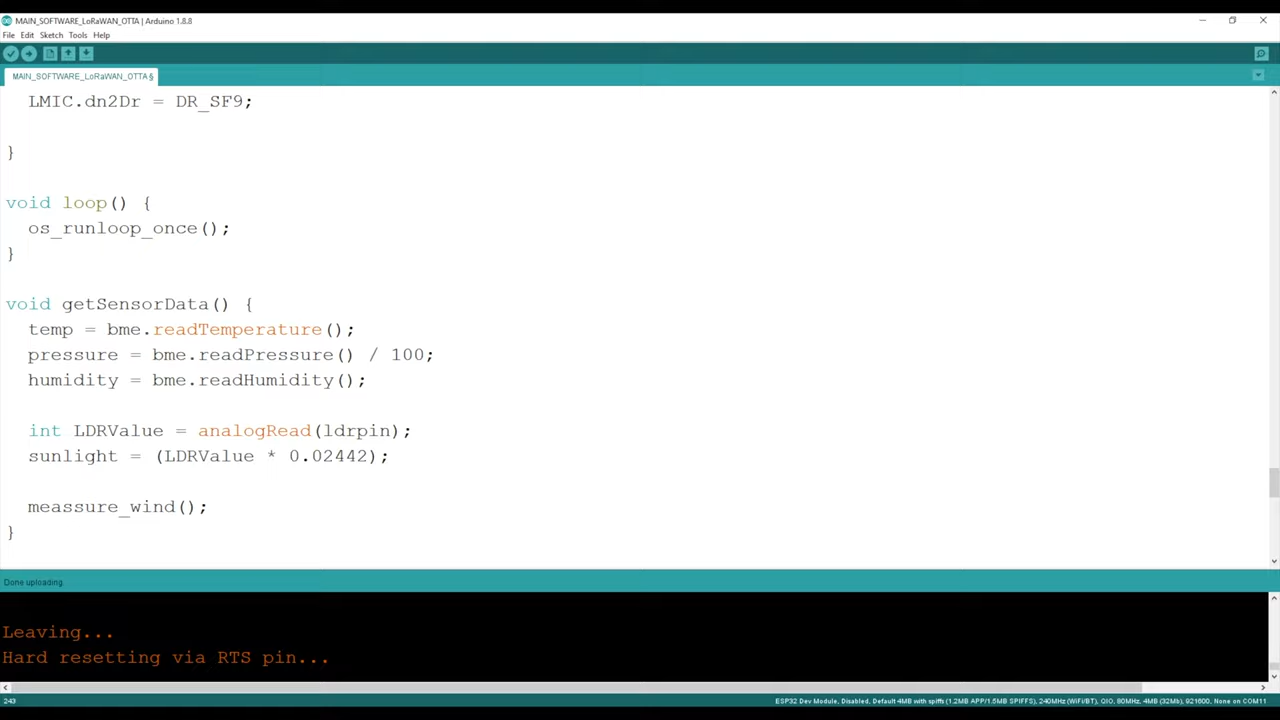 MAIN_SOFTWARE_LoRaWAN_OTTA | Arduino 1.8.8
File Edit Sketch Tools Help
MAIN_SOFTWARE_LoRaWAN_OTTA §
LMIC.dn2Dr = DR_SF9;
}
void loop() {
os_runloop_once();
}
void getSensorData() {
temp = bme.readTemperature();
pressure = bme.readPressure() / 100;
humidity = bme.readHumidity();
int LDRValue = analogRead(ldrpin);
sunlight = (LDRValue * 0.02442);
meassure_wind();
}
Done uploading.
Leaving...
Hard resetting via RTS pin...
243 ESP32 Dev Module, Disabled, Default 4MB with spiffs (1.2MB APP/1.5MB SPIFFS), 240MHz (WiFi/BT), QIO, 80MHz, 4MB (32Mb), 921600, None on COM11